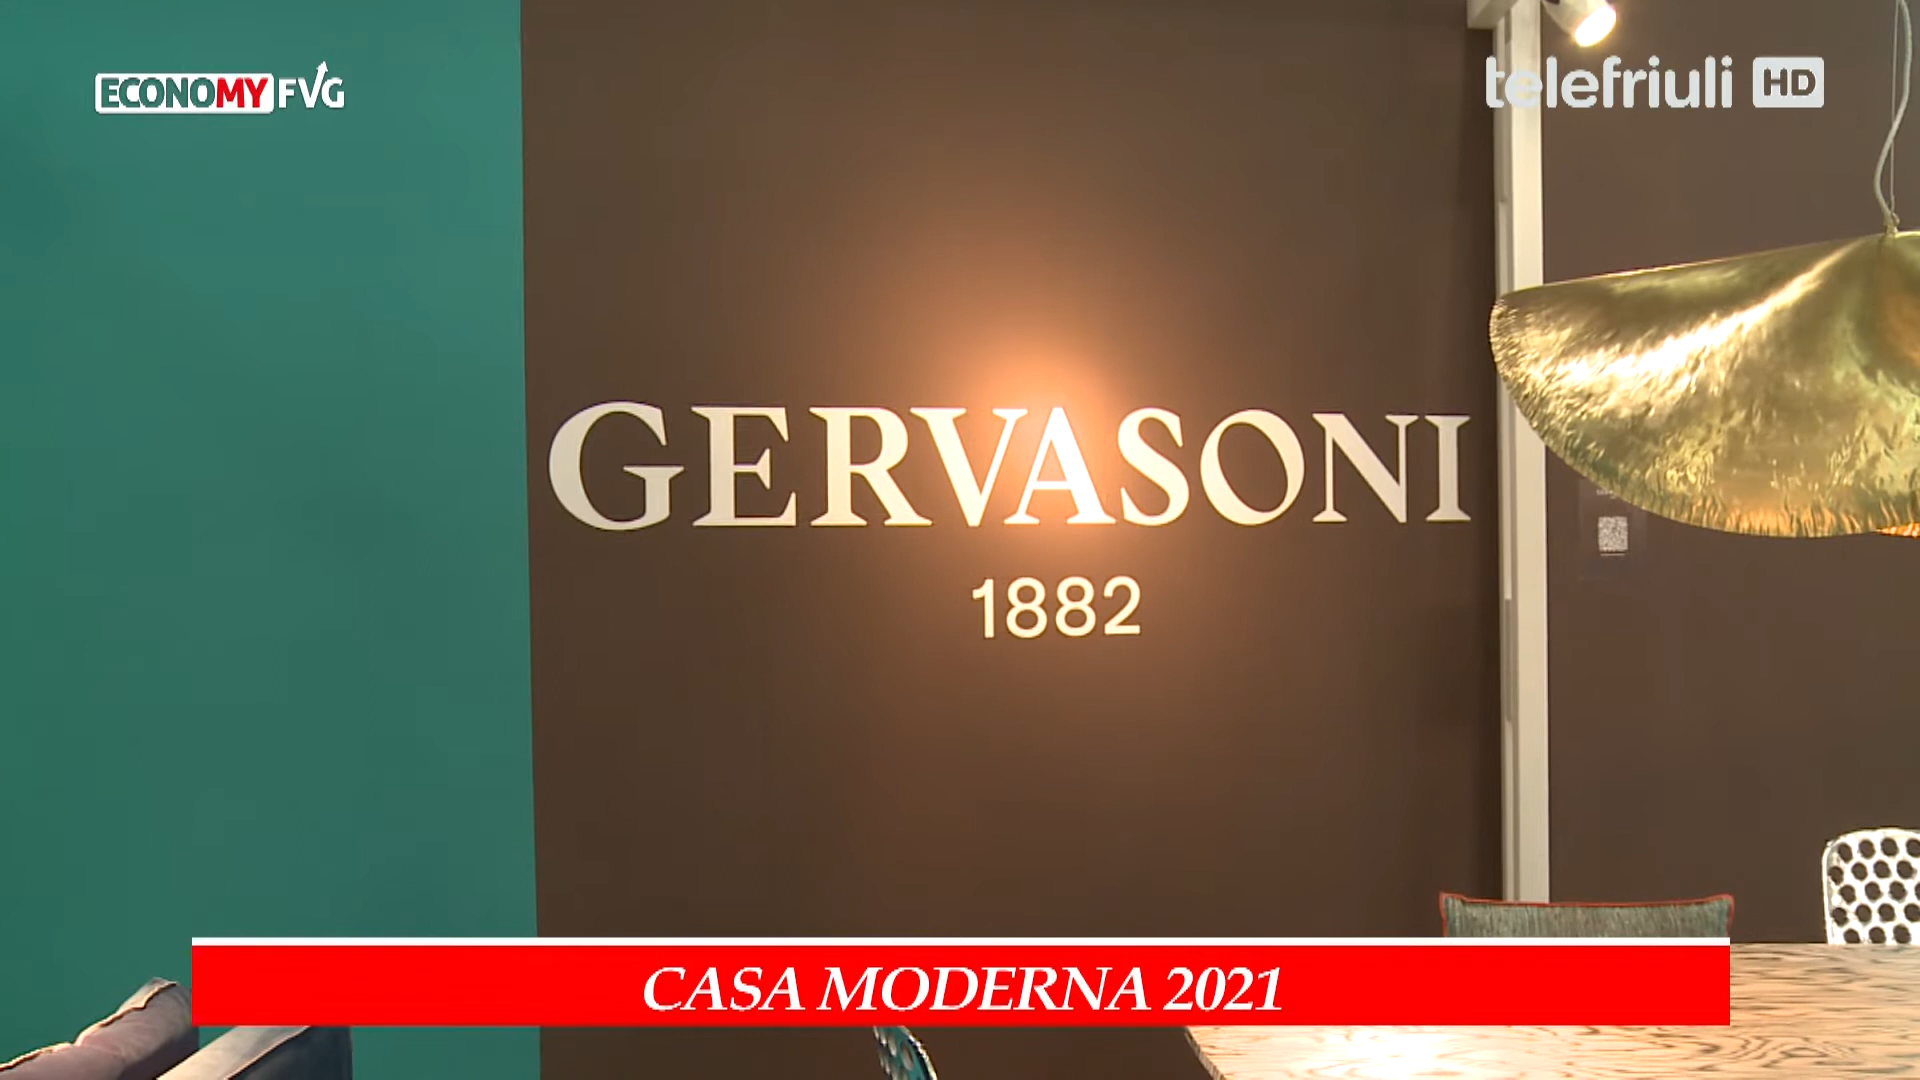 ECONOMY FVG
telefriuli HD
GERVASONI
1882
CASA MODERNA 2021